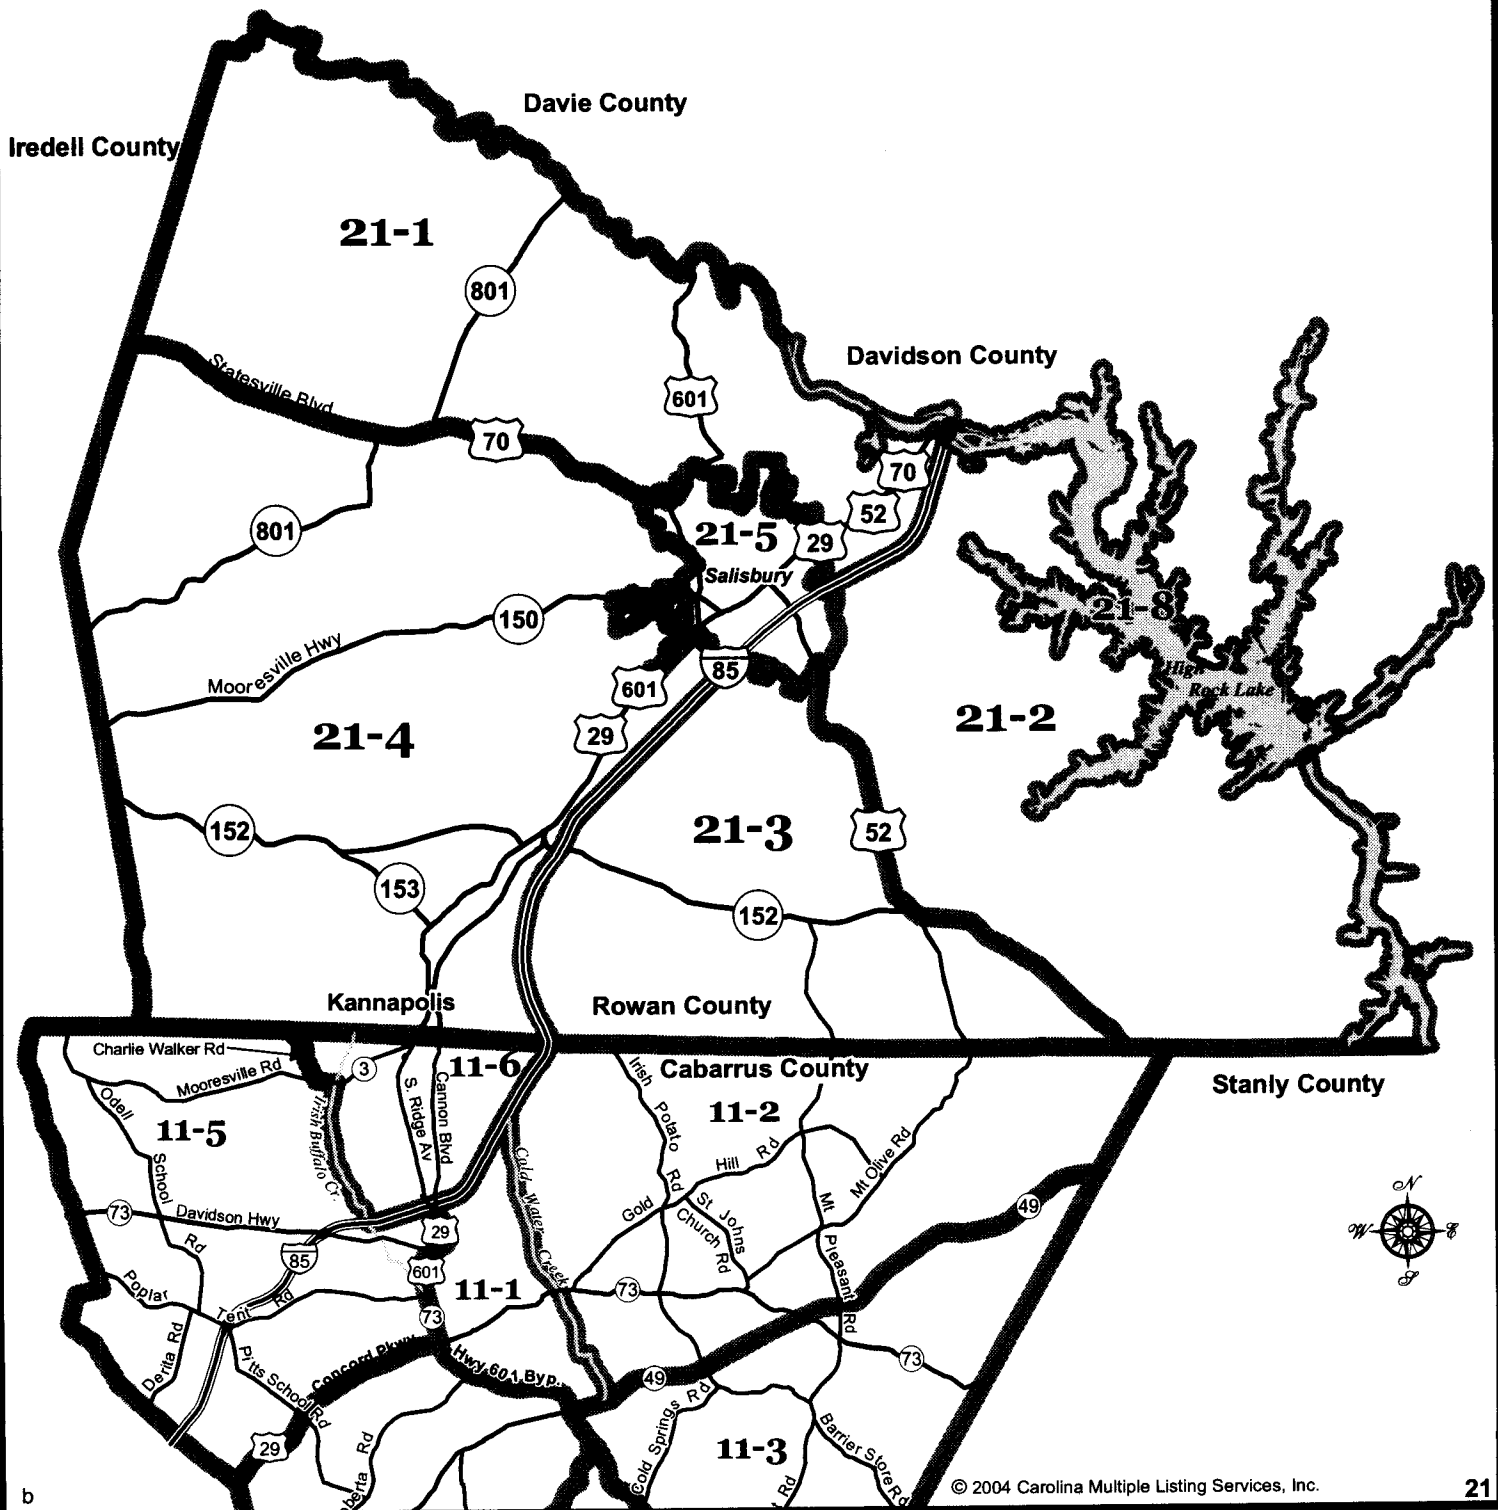 Davie County
Iredell County
21-1
801
Davidson County
Statesville Blvd
601
70
70
52
801
21-5
29
Salisbury
21-8
150
Mooresville Hwy
85
High
Rock Lake
601
21-2
29
21-4
152
21-3
52
153
152
Kannapolis
Rowan County
Charlie Walker Rd
3
11-6
Cabarrus County
Stanly County
Mooresville Rd
Odell School Rd
S. Ridge Av
Cannon Blvd
Irish Potato Rd
11-2
11-5
Irish Buffalo Cr.
Cold Water Creek
Gold Hill Rd
Mt Olive Rd
N
73
Davidson Hwy
St Johns
Church Rd
Mt Pleasant Rd
49
W
E
S
29
85
601
11-1
73
Poplar Tent Rd
73
Derita Rd
Pitts School Rd
Concord Pkwy
Hwy 601 Byp.
49
73
29
Cold Springs Rd
11-3
Barrier Store Rd
berta Rd
t Rd
b
© 2004 Carolina Multiple Listing Services, Inc.
21